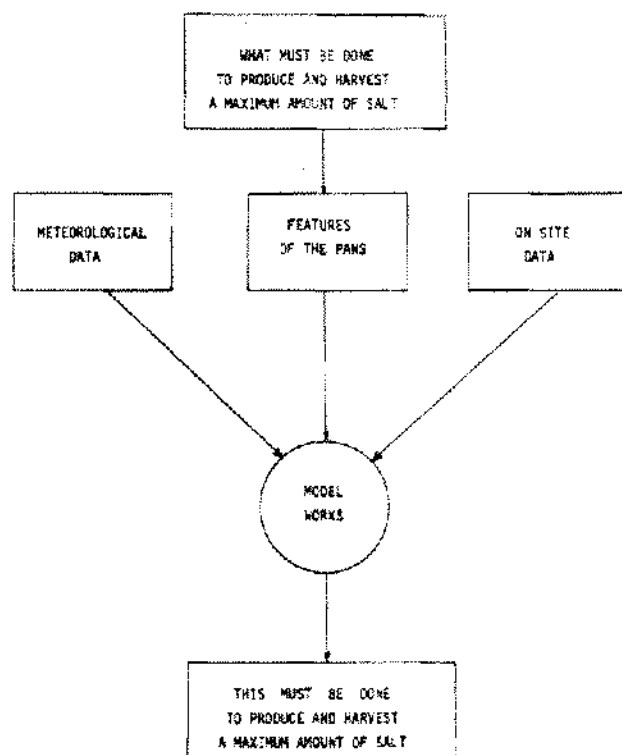 WHAT MUST BE DONE
TO PRODUCE AND HARVEST
A MAXIMUM AMOUNT OF SALT
METEOROLOGICAL
DATA
FEATURES
OF THE PANS
ON SITE
DATA
MODEL
WORKS
THIS MUST BE DONE
TO PRODUCE AND HARVEST
A MAXIMUM AMOUNT OF SALT